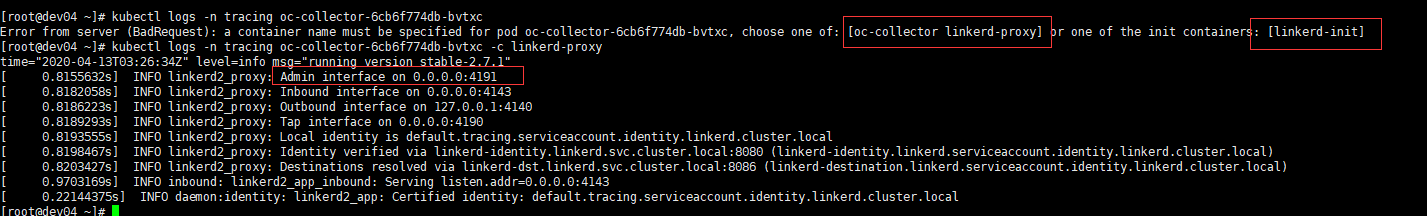 [root@dev04 ~]# kubectl logs -n tracing oc-collector-6cb6f774db-bvtxc
Error from server (BadRequest): a container name must be specified for pod oc-collector-6cb6f774db-bvtxc, choose one of: [oc-collector linkerd-proxy] or one of the init containers: [linkerd-init]
[root@dev04 ~]# kubectl logs -n tracing oc-collector-6cb6f774db-bvtxc -c linkerd-proxy
time="2020-04-13T03:26:34Z" level=info msg="running version stable-2.7.1"
[     0.8155632s]  INFO linkerd2_proxy: Admin interface on 0.0.0.0:4191
[     0.8182058s]  INFO linkerd2_proxy: Inbound interface on 0.0.0.0:4143
[     0.8186223s]  INFO linkerd2_proxy: Outbound interface on 127.0.0.1:4140
[     0.8189293s]  INFO linkerd2_proxy: Tap interface on 0.0.0.0:4190
[     0.8193555s]  INFO linkerd2_proxy: Local identity is default.tracing.serviceaccount.identity.linkerd.cluster.local
[     0.8198467s]  INFO linkerd2_proxy: Identity verified via linkerd-identity.linkerd.svc.cluster.local:8080 (linkerd-identity.linkerd.serviceaccount.identity.linkerd.cluster.local)
[     0.8203427s]  INFO linkerd2_proxy: Destinations resolved via linkerd-dst.linkerd.svc.cluster.local:8086 (linkerd-destination.linkerd.serviceaccount.identity.linkerd.cluster.local)
[     0.9703169s]  INFO inbound: linkerd2_app_inbound: Serving listen.addr=0.0.0.0:4143
[     0.22144375s]  INFO daemon:identity: linkerd2_app: Certified identity: default.tracing.serviceaccount.identity.linkerd.cluster.local
[root@dev04 ~]#